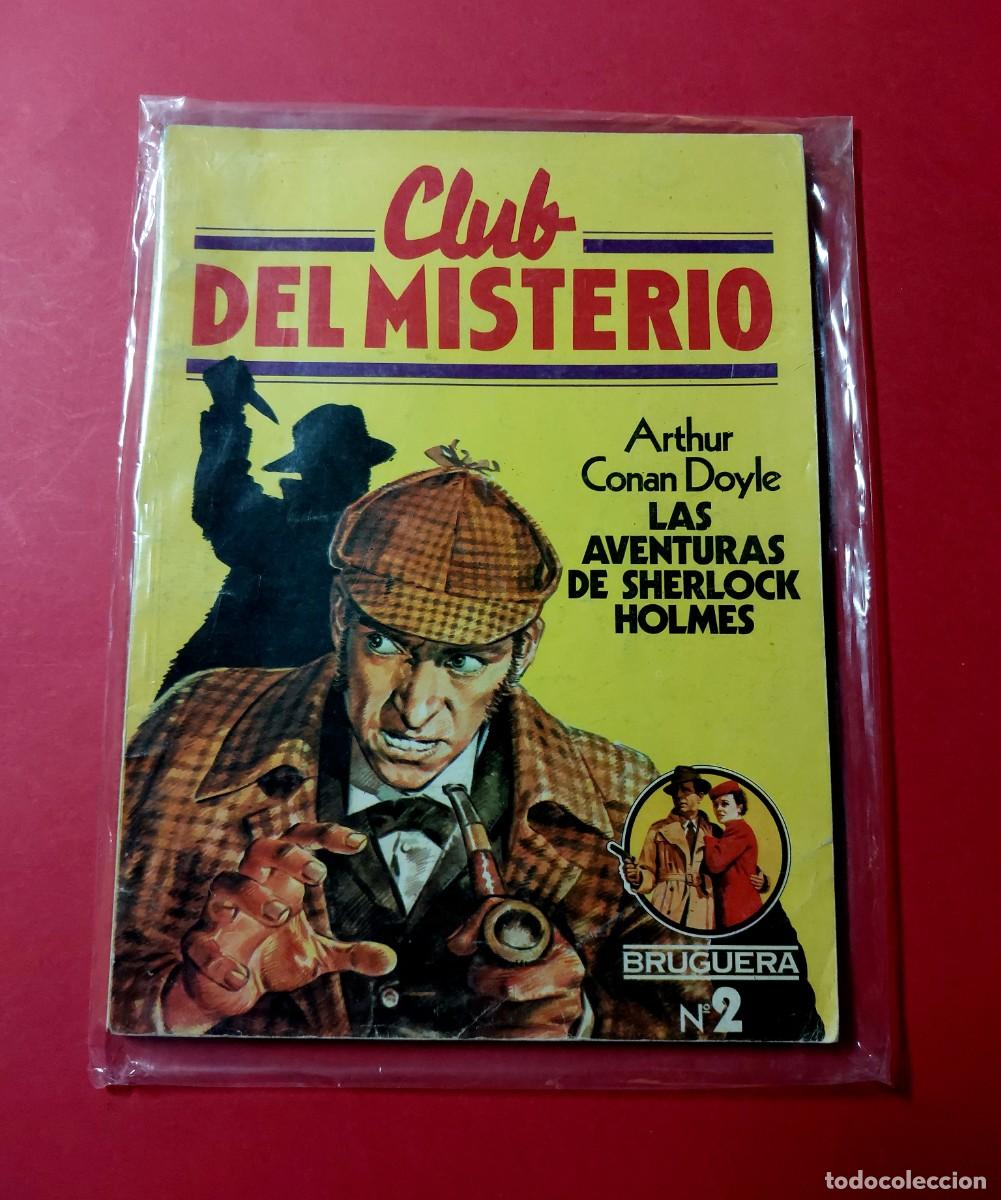 Club
DEL MISTERIO
Arthur
Conan Doyle
LAS
AVENTURAS
DE SHERLOCK
HOLMES
BRUGUERA
Nº2
todocoleccion